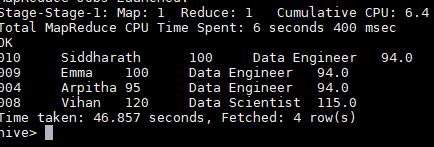 MapReduce Jobs Launched:
Stage-Stage-1: Map: 1  Reduce: 1   Cumulative CPU: 6.4
Total MapReduce CPU Time Spent: 6 seconds 400 msec
OK
010     Siddharath      100     Data Engineer   94.0
009     Emma    100     Data Engineer   94.0
004     Arpitha 95      Data Engineer   94.0
008     Vihan   120     Data Scientist  115.0
Time taken: 46.857 seconds, Fetched: 4 row(s)
hive>